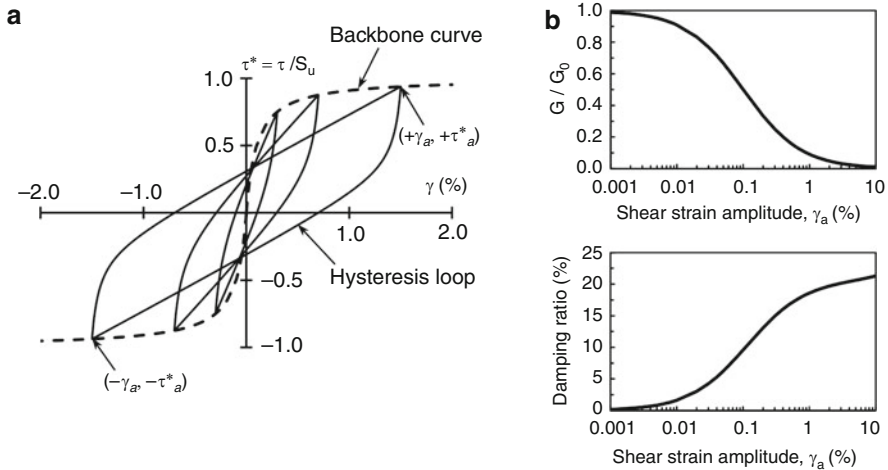 a
Backbone curve
τ* = τ /Sᵤ
1.0
0.5
(+γₐ, +τ*ₐ)
−2.0
−1.0
γ (%)
1.0
2.0
−0.5
Hysteresis loop
−1.0
(−γₐ, −τ*ₐ)
b
G / G₀
1.0
0.8
0.6
0.4
0.2
0.0
0.001
0.01
0.1
1
10
Shear strain amplitude, γₐ (%)
Damping ratio (%)
25
20
15
10
5
0
0.001
0.01
0.1
1
10
Shear strain amplitude, γₐ (%)